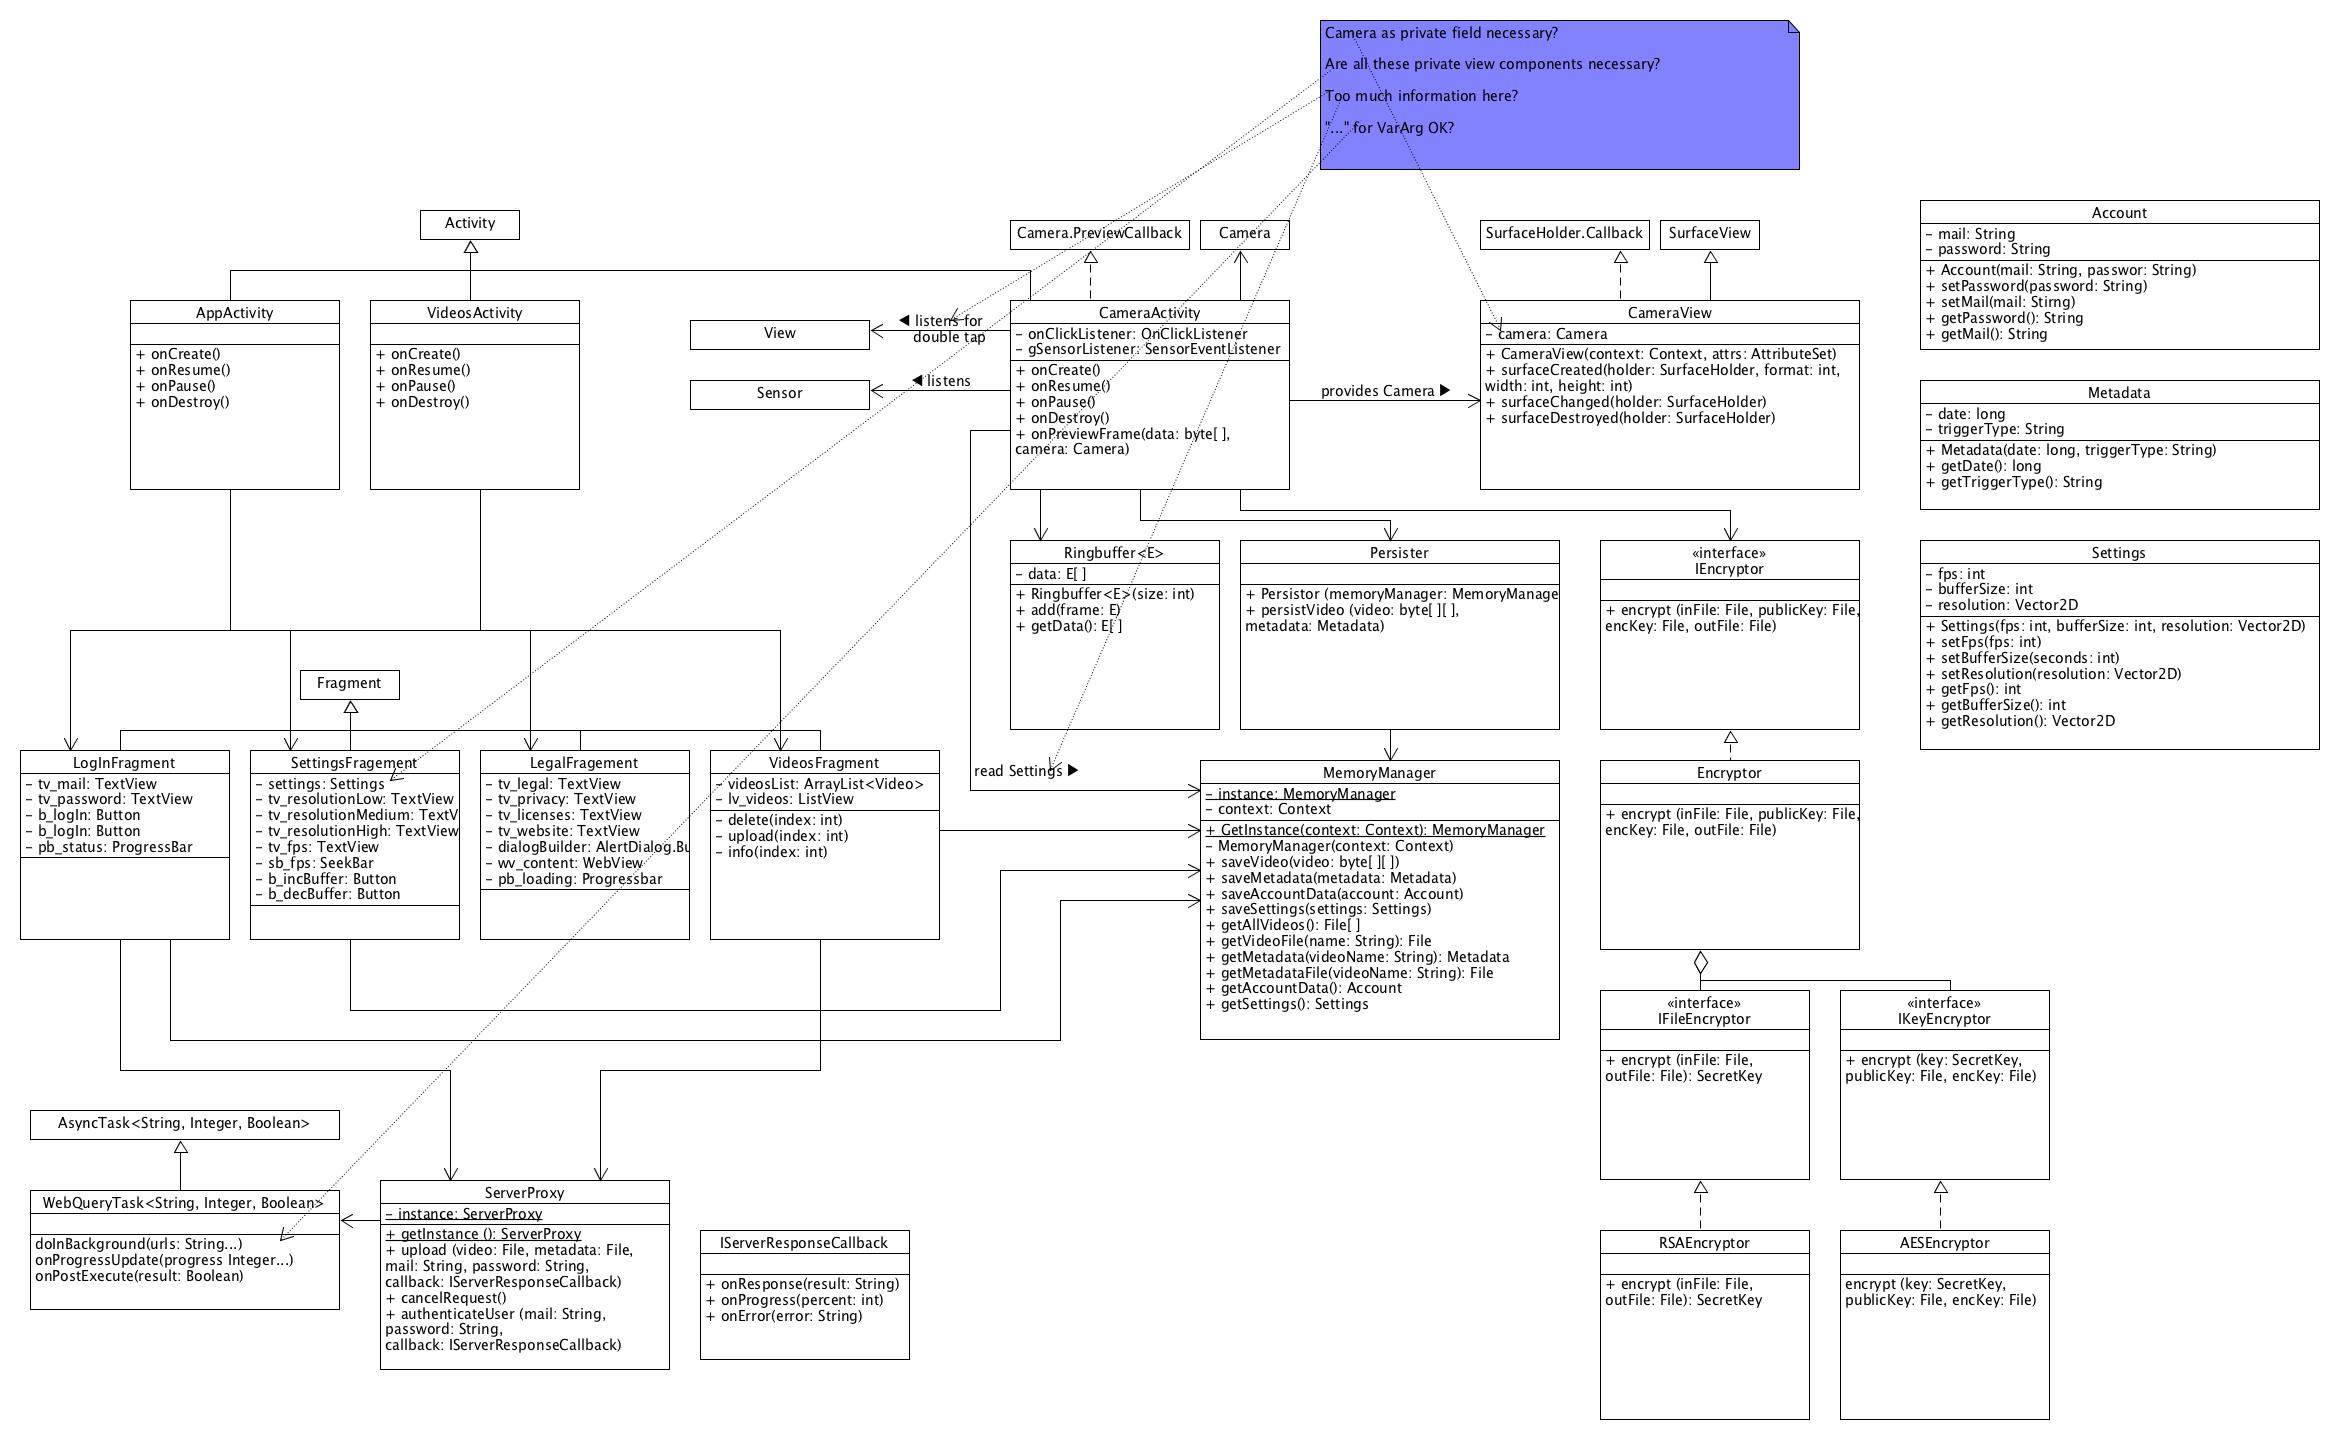 Camera as private field necessary?
Are all these private view components necessary?
Too much information here?
"..." for VarArg OK?
Activity
Camera.PreviewCallback
Camera
SurfaceHolder.Callback
SurfaceView
Account
– mail: String
– password: String
+ Account(mail: String, passwor: String)
+ setPassword(password: String)
+ setMail(mail: Stirng)
+ getPassword(): String
+ getMail(): String
AppActivity
+ onCreate()
+ onResume()
+ onPause()
+ onDestroy()
VideosActivity
+ onCreate()
+ onResume()
+ onPause()
+ onDestroy()
View
◀ listens for
double tap
Sensor
◀ listens
CameraActivity
– onClickListener: OnClickListener
– gSensorListener: SensorEventListener
+ onCreate()
+ onResume()
+ onPause()
+ onDestroy()
+ onPreviewFrame(data: byte[ ],
camera: Camera)
provides Camera ▶
CameraView
– camera: Camera
+ CameraView(context: Context, attrs: AttributeSet)
+ surfaceCreated(holder: SurfaceHolder, format: int,
width: int, height: int)
+ surfaceChanged(holder: SurfaceHolder)
+ surfaceDestroyed(holder: SurfaceHolder)
Metadata
– date: long
– triggerType: String
+ Metadata(date: long, triggerType: String)
+ getDate(): long
+ getTriggerType(): String
Ringbuffer<E>
– data: E[ ]
+ Ringbuffer<E>(size: int)
+ add(frame: E)
+ getData(): E[ ]
Persister
+ Persistor (memoryManager: MemoryManage
+ persistVideo (video: byte[ ][ ],
metadata: Metadata)
«interface»
IEncryptor
+ encrypt (inFile: File, publicKey: File,
encKey: File, outFile: File)
Settings
– fps: int
– bufferSize: int
– resolution: Vector2D
+ Settings(fps: int, bufferSize: int, resolution: Vector2D)
+ setFps(fps: int)
+ setBufferSize(seconds: int)
+ setResolution(resolution: Vector2D)
+ getFps(): int
+ getBufferSize(): int
+ getResolution(): Vector2D
Fragment
LogInFragment
– tv_mail: TextView
– tv_password: TextView
– b_logIn: Button
– b_logIn: Button
– pb_status: ProgressBar
SettingsFragement
– settings: Settings
– tv_resolutionLow: TextView
– tv_resolutionMedium: TextV
– tv_resolutionHigh: TextView
– tv_fps: TextView
– sb_fps: SeekBar
– b_incBuffer: Button
– b_decBuffer: Button
LegalFragement
– tv_legal: TextView
– tv_privacy: TextView
– tv_licenses: TextView
– tv_website: TextView
– dialogBuilder: AlertDialog.Bu
– wv_content: WebView
– pb_loading: Progressbar
VideosFragment
– videosList: ArrayList<Video>
– lv_videos: ListView
– delete(index: int)
– upload(index: int)
– info(index: int)
read Settings ▶
MemoryManager
– instance: MemoryManager
– context: Context
+ GetInstance(context: Context): MemoryManager
– MemoryManager(context: Context)
+ saveVideo(video: byte[ ][ ])
+ saveMetadata(metadata: Metadata)
+ saveAccountData(account: Account)
+ saveSettings(settings: Settings)
+ getAllVideos(): File[ ]
+ getVideoFile(name: String): File
+ getMetadata(videoName: String): Metadata
+ getMetadataFile(videoName: String): File
+ getAccountData(): Account
+ getSettings(): Settings
Encryptor
+ encrypt (inFile: File, publicKey: File,
encKey: File, outFile: File)
«interface»
IFileEncryptor
+ encrypt (inFile: File,
outFile: File): SecretKey
«interface»
IKeyEncryptor
+ encrypt (key: SecretKey,
publicKey: File, encKey: File)
AsyncTask<String, Integer, Boolean>
WebQueryTask<String, Integer, Boolean>
doInBackground(urls: String...)
onProgressUpdate(progress Integer...)
onPostExecute(result: Boolean)
ServerProxy
– instance: ServerProxy
+ getInstance (): ServerProxy
+ upload (video: File, metadata: File,
mail: String, password: String,
callback: IServerResponseCallback)
+ cancelRequest()
+ authenticateUser (mail: String,
password: String,
callback: IServerResponseCallback)
IServerResponseCallback
+ onResponse(result: String)
+ onProgress(percent: int)
+ onError(error: String)
RSAEncryptor
+ encrypt (inFile: File,
outFile: File): SecretKey
AESEncryptor
encrypt (key: SecretKey,
publicKey: File, encKey: File)